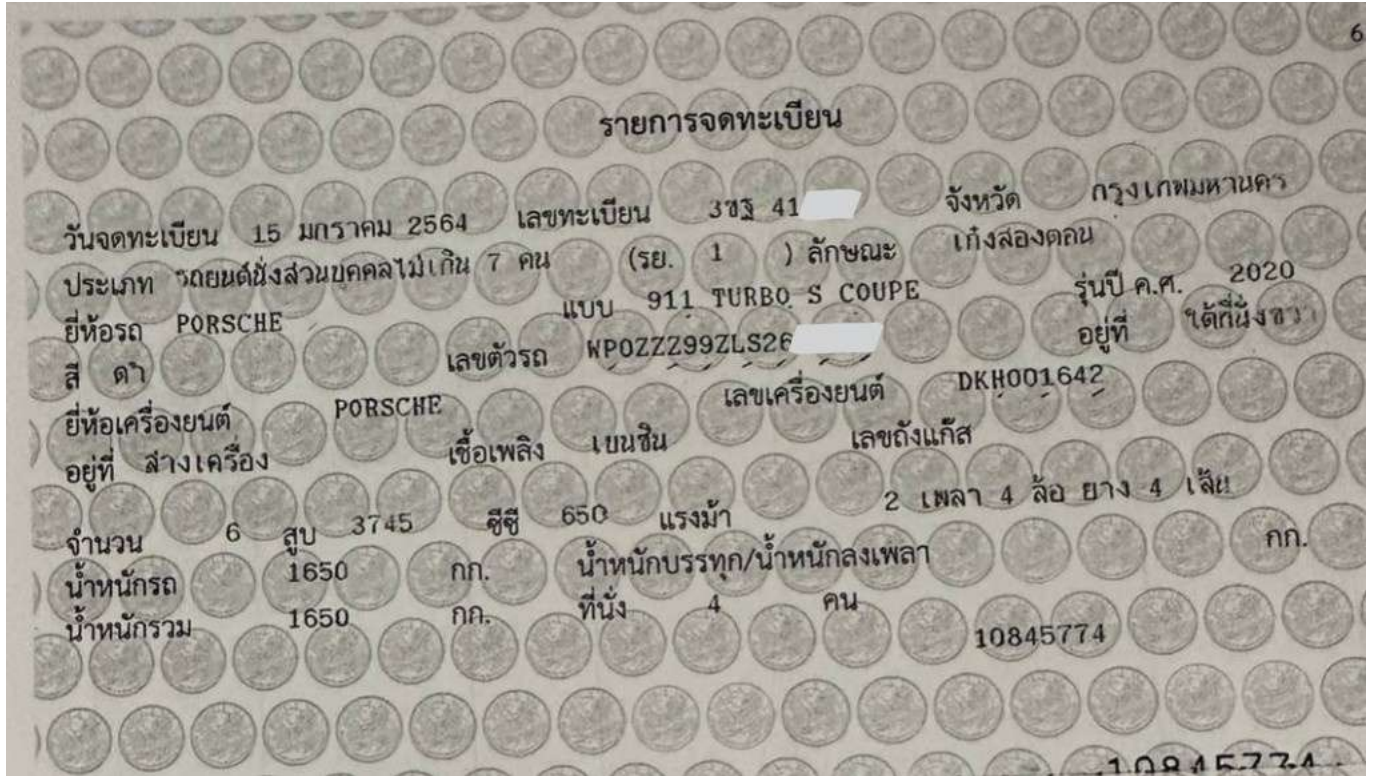 6
รายการจดทะเบียน
วันจดทะเบียน 15 มกราคม 2564 เลขทะเบียน 3ขฐ 41 จังหวัด กรุงเทพมหานคร
ประเภท รถยนต์นั่งส่วนบุคคลไม่เกิน 7 คน (รย. 1 ) ลักษณะ เก๋งสองตอน
ยี่ห้อรถ PORSCHE แบบ 911 TURBO S COUPE รุ่นปี ค.ศ. 2020
สี ดำ เลขตัวรถ WP0ZZZ99ZLS26 อยู่ที่ ใต้ที่นั่งขวา
ยี่ห้อเครื่องยนต์ PORSCHE เลขเครื่องยนต์ DKH001642
อยู่ที่ ล่างเครื่อง เชื้อเพลิง เบนซิน เลขถังแก๊ส
จำนวน 6 สูบ 3745 ซีซี 650 แรงม้า 2 เพลา 4 ล้อ ยาง 4 เส้น
น้ำหนักรถ 1650 กก. น้ำหนักบรรทุก/น้ำหนักลงเพลา กก.
น้ำหนักรวม 1650 กก. ที่นั่ง 4 คน
10845774
10845774